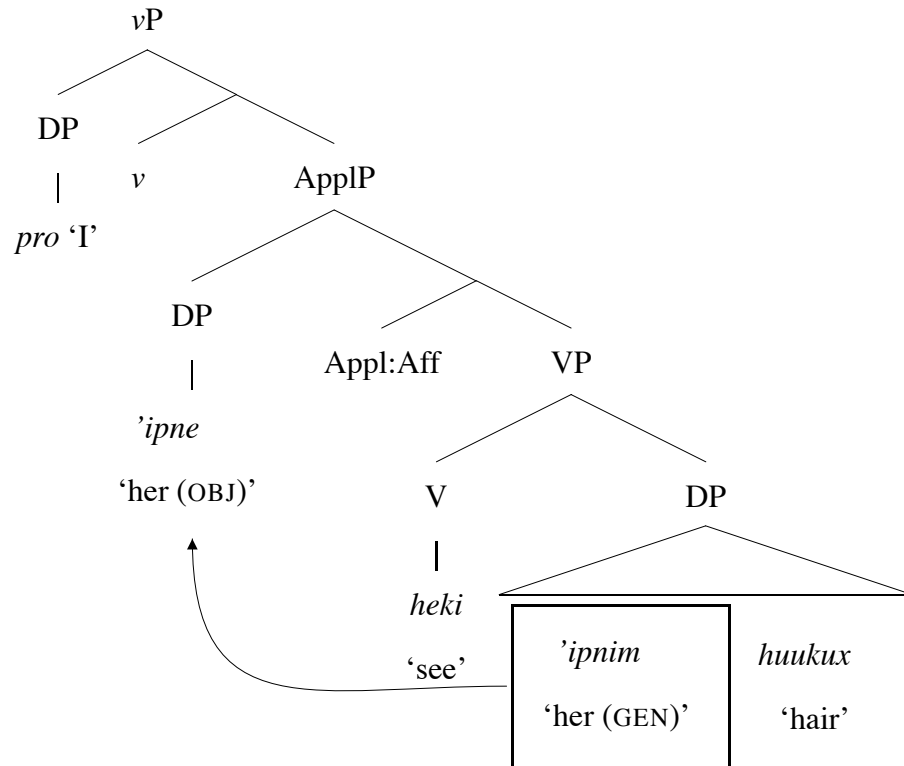 vP
DP
v
ApplP
pro ‘I’
DP
Appl:Aff
VP
’ipne
‘her (OBJ)’
V
DP
heki
‘see’
’ipnim
huukux
‘her (GEN)’
‘hair’